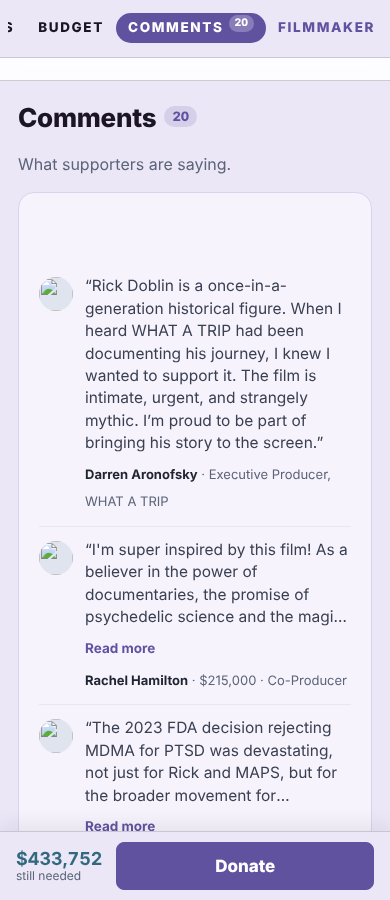 S BUDGET COMMENTS 20 FILMMAKER
Comments 20
What supporters are saying.
“Rick Doblin is a once-in-a-
generation historical figure. When I
heard WHAT A TRIP had been
documenting his journey, I knew I
wanted to support it. The film is
intimate, urgent, and strangely
mythic. I’m proud to be part of
bringing his story to the screen.”
Darren Aronofsky · Executive Producer,
WHAT A TRIP
“I'm super inspired by this film! As a
believer in the power of
documentaries, the promise of
psychedelic science and the magi...
Read more
Rachel Hamilton · $215,000 · Co-Producer
“The 2023 FDA decision rejecting
MDMA for PTSD was devastating,
not just for Rick and MAPS, but for
the broader movement for...
Read more
$433,752
still needed
Donate